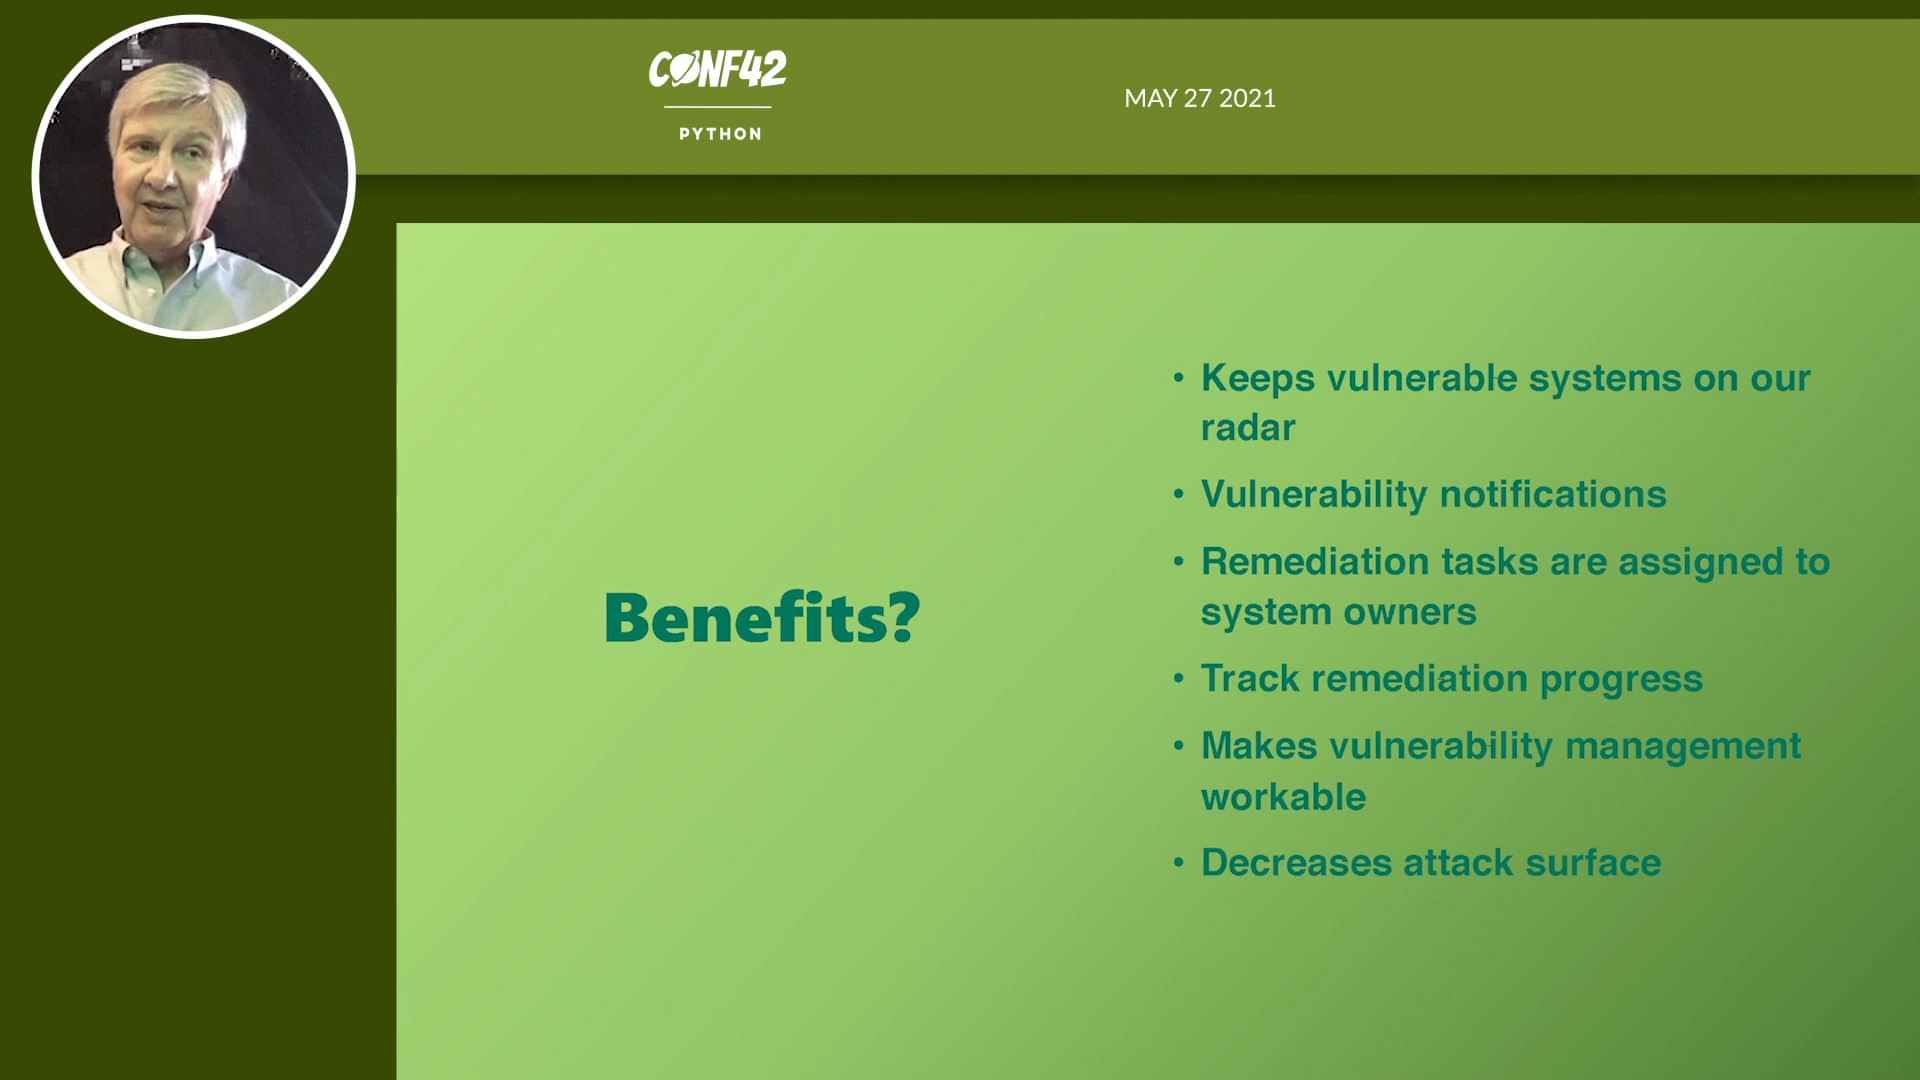 CONF42
PYTHON
MAY 27 2021
Benefits?
• Keeps vulnerable systems on our
radar
• Vulnerability notifications
• Remediation tasks are assigned to
system owners
• Track remediation progress
• Makes vulnerability management
workable
• Decreases attack surface